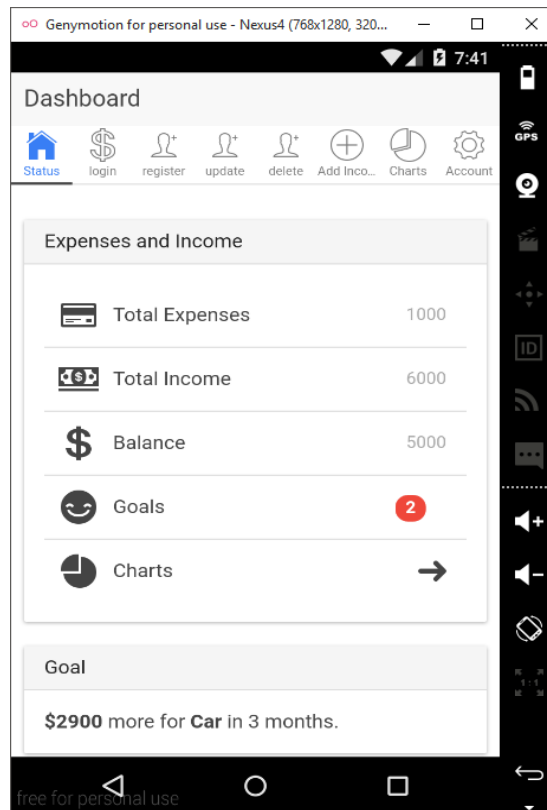 Genymotion for personal use - Nexus4 (768x1280, 320...
7:41
Dashboard
Status login register update delete Add Inco... Charts Account
GPS
Expenses and Income
Total Expenses 1000
Total Income 6000
ID
Balance 5000
Goals 2
Charts
Goal
1:1
$2900 more for Car in 3 months.
free for personal use